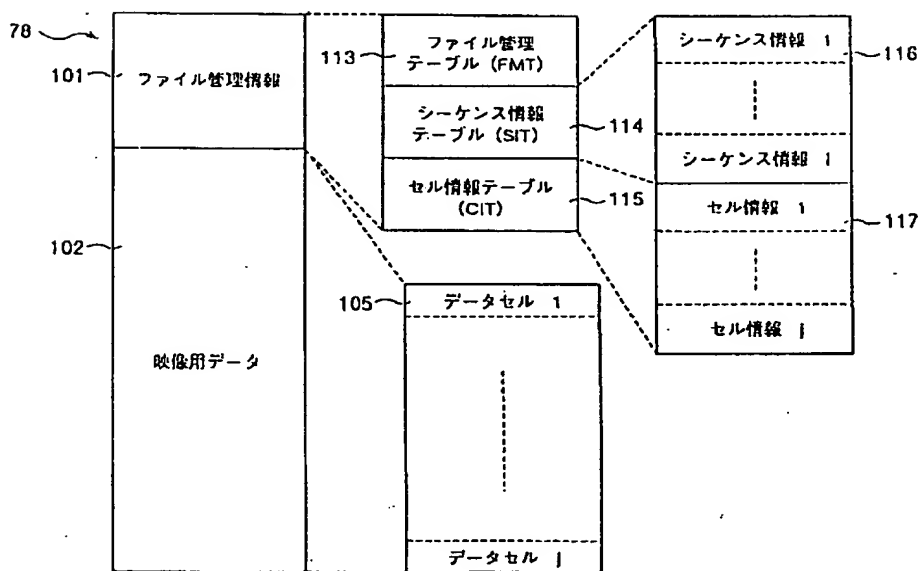 78
101
ファイル管理情報
102
映像用データ
113
ファイル管理
テーブル (FMT)
シーケンス情報
テーブル (SIT)
114
セル情報テーブル
(CIT)
115
105
データセル 1
データセル j
シーケンス情報 1
116
シーケンス情報 i
セル情報 1
117
セル情報 j